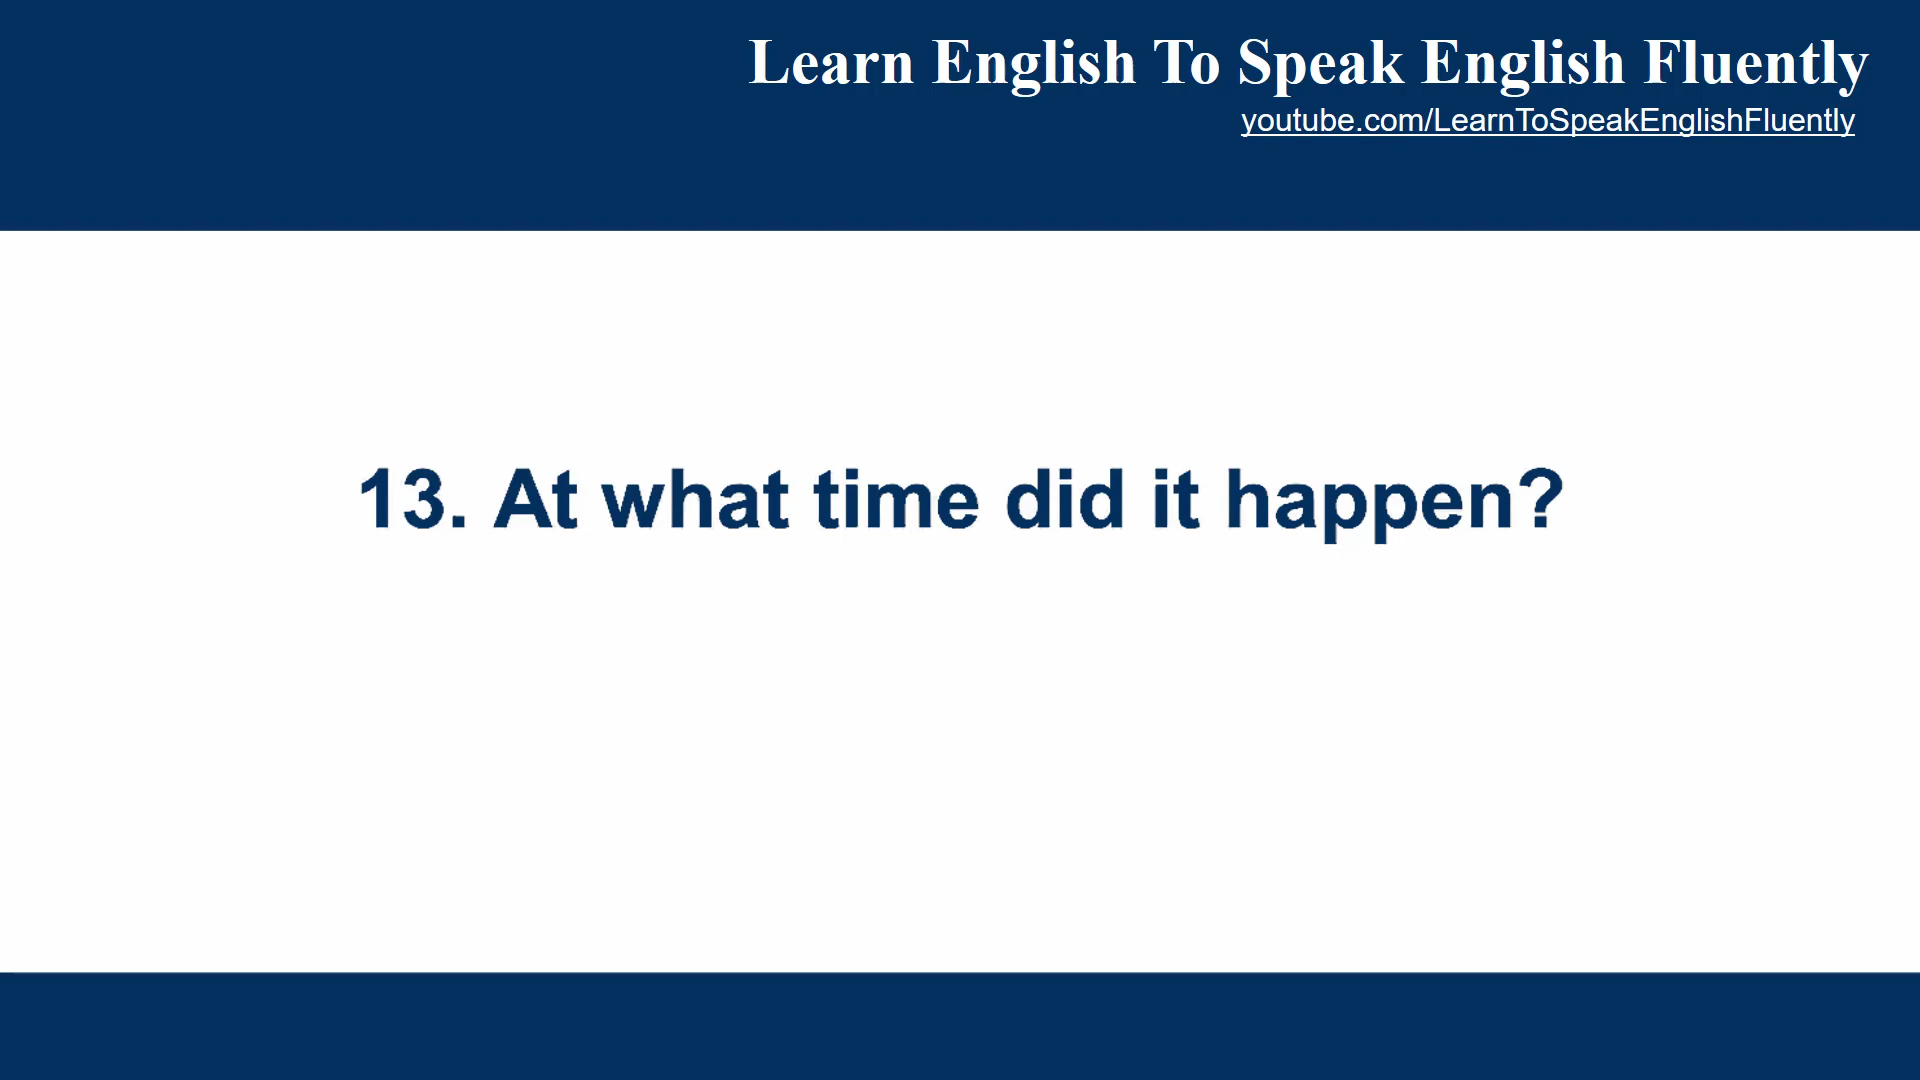 Learn English To Speak English Fluently
youtube.com/LearnToSpeakEnglishFluently
13. At what time did it happen?